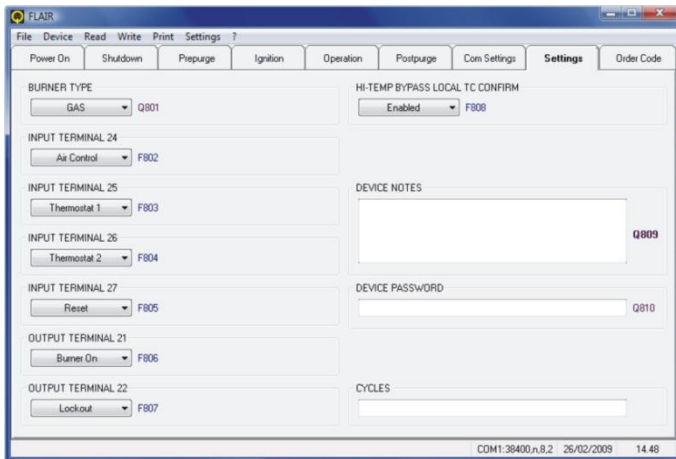 FLAIR
File Device Read Write Print Settings ?
Power On Shutdown Prepurge Ignition Operation Postpurge Com Settings Settings Order Code
BURNER TYPE
GAS Q801
HI-TEMP BYPASS LOCAL TC CONFIRM
Enabled F808
INPUT TERMINAL 24
Air Control F802
INPUT TERMINAL 25
Thermostat 1 F803
DEVICE NOTES
Q809
INPUT TERMINAL 26
Thermostat 2 F804
INPUT TERMINAL 27
Reset F805
DEVICE PASSWORD
Q810
OUTPUT TERMINAL 21
Burner On F806
OUTPUT TERMINAL 22
Lockout F807
CYCLES
COM1:38400,n,8,2 26/02/2009 14.48